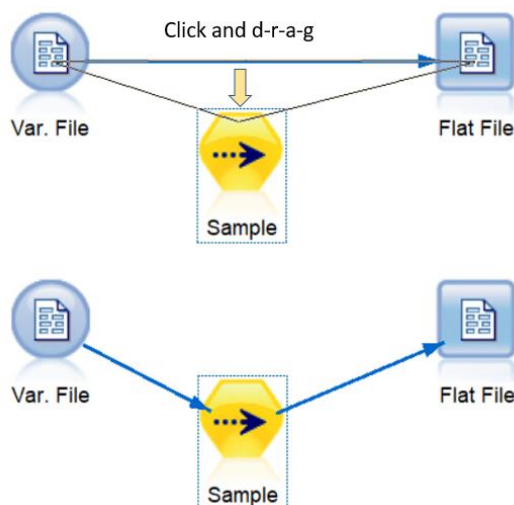 Click and d-r-a-g
Var. File
Flat File
Sample
Var. File
Flat File
Sample